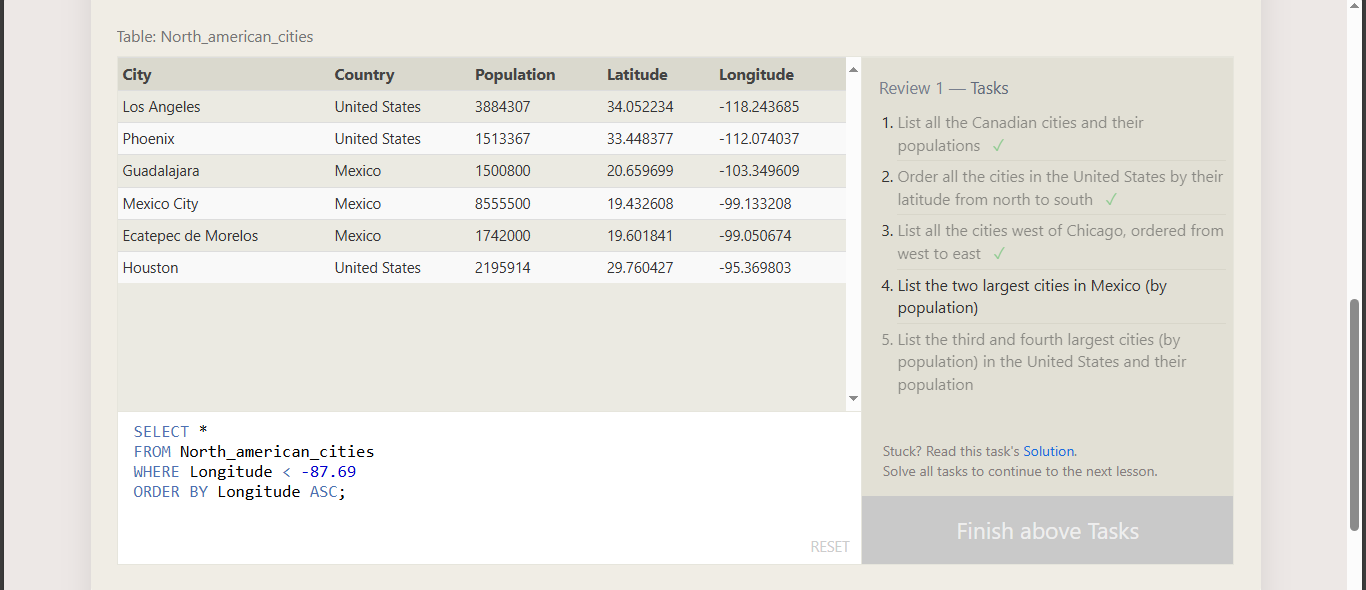 Table: North_american_cities
City Country Population Latitude Longitude
Los Angeles United States 3884307 34.052234 -118.243685
Phoenix United States 1513367 33.448377 -112.074037
Guadalajara Mexico 1500800 20.659699 -103.349609
Mexico City Mexico 8555500 19.432608 -99.133208
Ecatepec de Morelos Mexico 1742000 19.601841 -99.050674
Houston United States 2195914 29.760427 -95.369803
SELECT *
FROM North_american_cities
WHERE Longitude < -87.69
ORDER BY Longitude ASC;
RESET
Review 1 — Tasks
1. List all the Canadian cities and their
populations ✓
2. Order all the cities in the United States by their
latitude from north to south ✓
3. List all the cities west of Chicago, ordered from
west to east ✓
4. List the two largest cities in Mexico (by
population)
5. List the third and fourth largest cities (by
population) in the United States and their
population
Stuck? Read this task's Solution.
Solve all tasks to continue to the next lesson.
Finish above Tasks